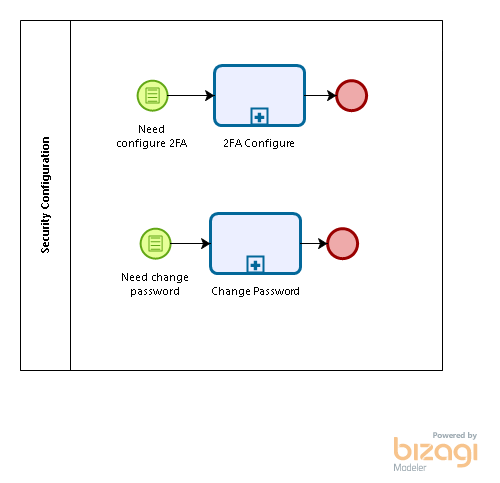 Security Configuration
Need
configure 2FA
2FA Configure
Need change
password
Change Password
Powered by
bizagi
Modeler